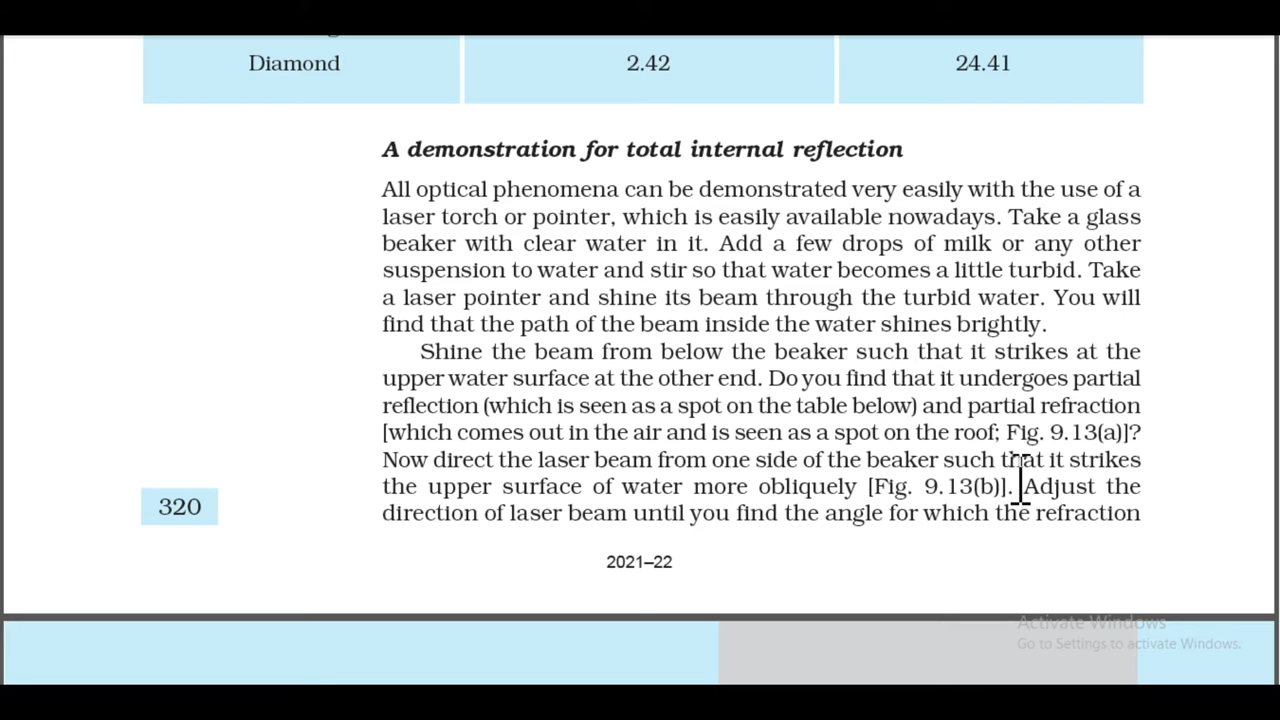 Diamond 2.42 24.41
A demonstration for total internal reflection
All optical phenomena can be demonstrated very easily with the use of a
laser torch or pointer, which is easily available nowadays. Take a glass
beaker with clear water in it. Add a few drops of milk or any other
suspension to water and stir so that water becomes a little turbid. Take
a laser pointer and shine its beam through the turbid water. You will
find that the path of the beam inside the water shines brightly.
Shine the beam from below the beaker such that it strikes at the
upper water surface at the other end. Do you find that it undergoes partial
reflection (which is seen as a spot on the table below) and partial refraction
[which comes out in the air and is seen as a spot on the roof; Fig. 9.13(a)]?
Now direct the laser beam from one side of the beaker such that it strikes
the upper surface of water more obliquely [Fig. 9.13(b)]. Adjust the
direction of laser beam until you find the angle for which the refraction
320
2021–22
Activate Windows
Go to Settings to activate Windows.